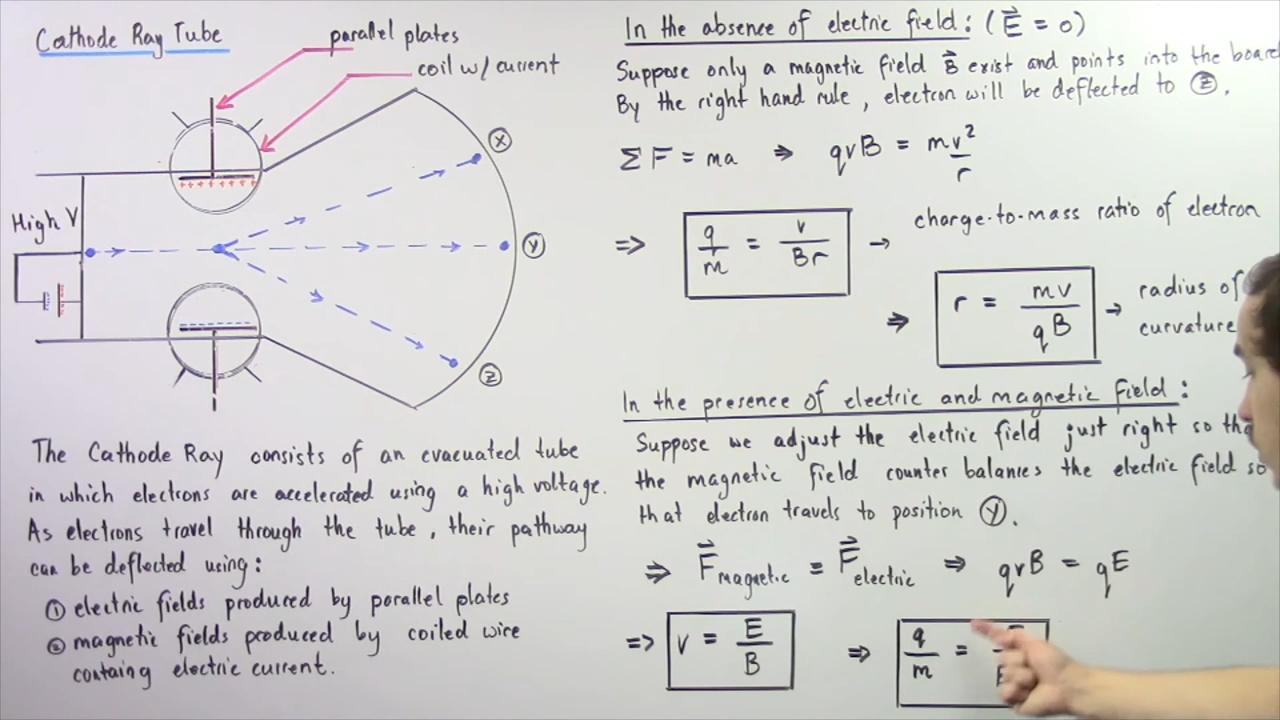 Cathode Ray Tube
parallel plates
coil w/ current
High V
X
Y
Z
The Cathode Ray consists of an evacuated tube
in which electrons are accelerated using a high voltage.
As electrons travel through the tube, their pathway
can be deflected using:
① electric fields produced by parallel plates
② magnetic fields produced by coiled wire
containg electric current.
In the absence of electric field: (E⃗ = 0)
Suppose only a magnetic field B⃗ exist and points into the board
By the right hand rule, electron will be deflected to Ⓩ.
ΣF = ma ⇒ qvB = mv²/r
⇒ q/m = v/Br → charge-to-mass ratio of electron
⇒ r = mv/qB → radius of
curvature
In the presence of electric and magnetic field:
Suppose we adjust the electric field just right so
the magnetic field counter balances the electric field so
that electron travels to position Ⓨ.
⇒ F⃗magnetic = F⃗electric ⇒ qvB = qE
⇒ v = E/B ⇒ q/m =